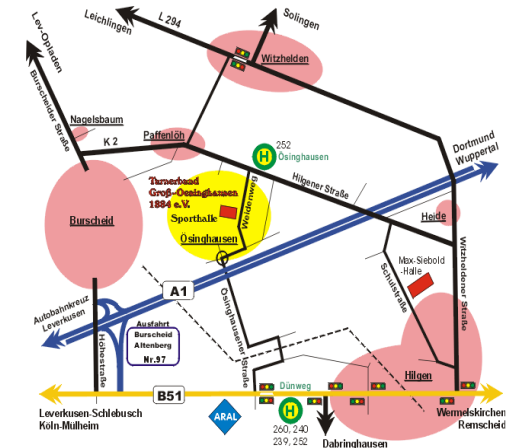 L 294
Leichlingen
Solingen
Lev-Opladen
Burscheider Straße
Witzhelden
Nagelsbaum
Paffenlöh
K 2
H
252
Ösinghausen
Dortmund
Wuppertal
Turnerbund
Groß-Oesinghausen
1884 e.V.
Sporthalle
Weidenweg
Hilgener Straße
Burscheid
Ösinghausen
Heide
Max-Siebold
-Halle
Schulstraße
Witzheldener Straße
A1
Autobahnkreuz
Leverkusen
Ausfahrt
Burscheid
Altenberg
Nr.97
Höhestraße
Ösinghausener Straße
Hilgen
B51
Dünweg
Leverkusen-Schlebusch
Köln-Mülheim
ARAL
H
260, 240
239, 252
Dabringhausen
Wermelskirchen
Remscheid